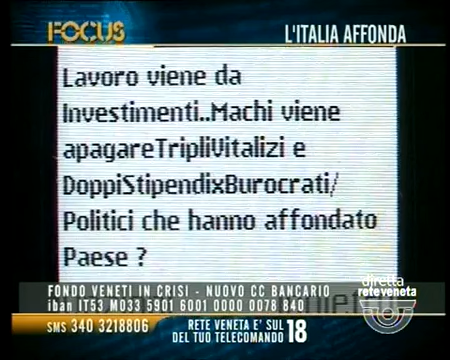 FOCUS
L'ITALIA AFFONDA
Lavoro viene da
Investimenti..Machi viene
apagareTripliVitalizi e
DoppiStipendixBurocrati/
Politici che hanno affondato
Paese ?
diretta
reteveneta
FONDO VENETI IN CRISI - NUOVO CC BANCARIO
iban IT53 M033 5901 6001 0000 0078 840
SMS 340 3218806
RETE VENETA E' SUL
DEL TUO TELECOMANDO
18